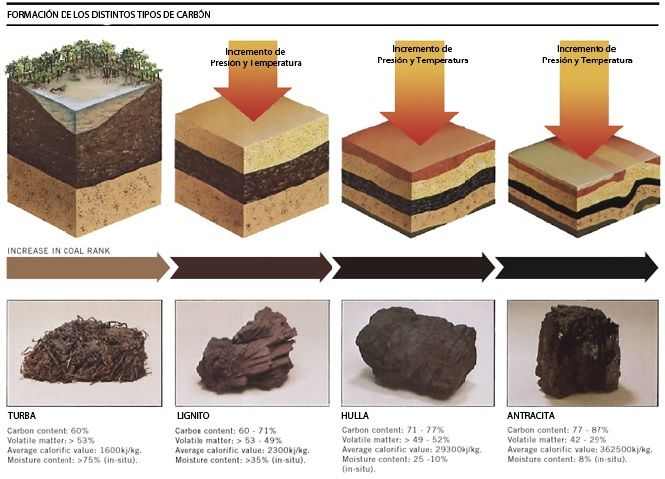 FORMACIÓN DE LOS DISTINTOS TIPOS DE CARBÓN
Incremento de
Presión y Temperatura
Incremento de
Presión y Temperatura
Incremento de
Presión y Temperatura
INCREASE IN COAL RANK
TURBA
Carbon content: 60%
Volatile matter: > 53%
Average calorific value: 1600kj/kg.
Moisture content: >75% (in-situ).
LIGNITO
Carbon content: 60 - 71%
Volatile matter: > 53 - 49%
Average calorific value: 2300kj/kg.
Moisture content: >35% (in-situ).
HULLA
Carbon content: 71 - 77%
Volatile matter: > 49 - 52%
Average calorific value: 29300kj/kg.
Moisture content: 25 -10%
(in-situ).
ANTRACITA
Carbon content: 77 - 87%
Volatile matter: 42 - 29%
Average calorific value: 362500kj/kg.
Moisture content: 8% (in-situ).